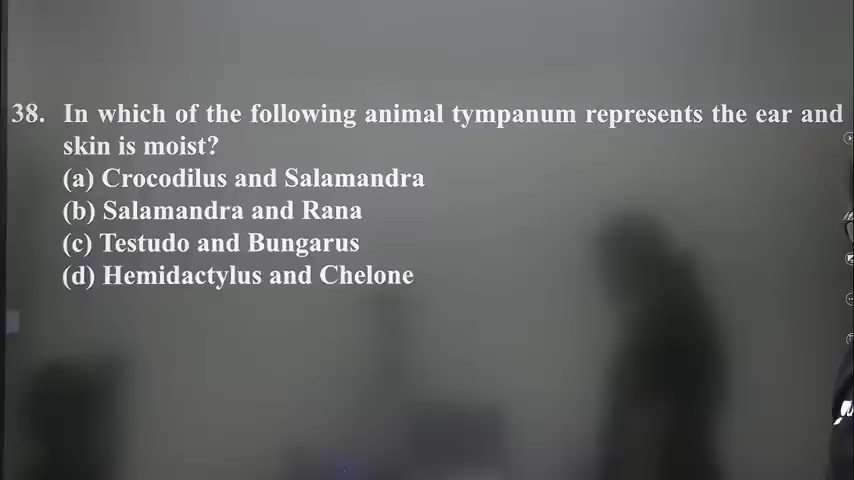 38. In which of the following animal tympanum represents the ear and
skin is moist?
(a) Crocodilus and Salamandra
(b) Salamandra and Rana
(c) Testudo and Bungarus
(d) Hemidactylus and Chelone